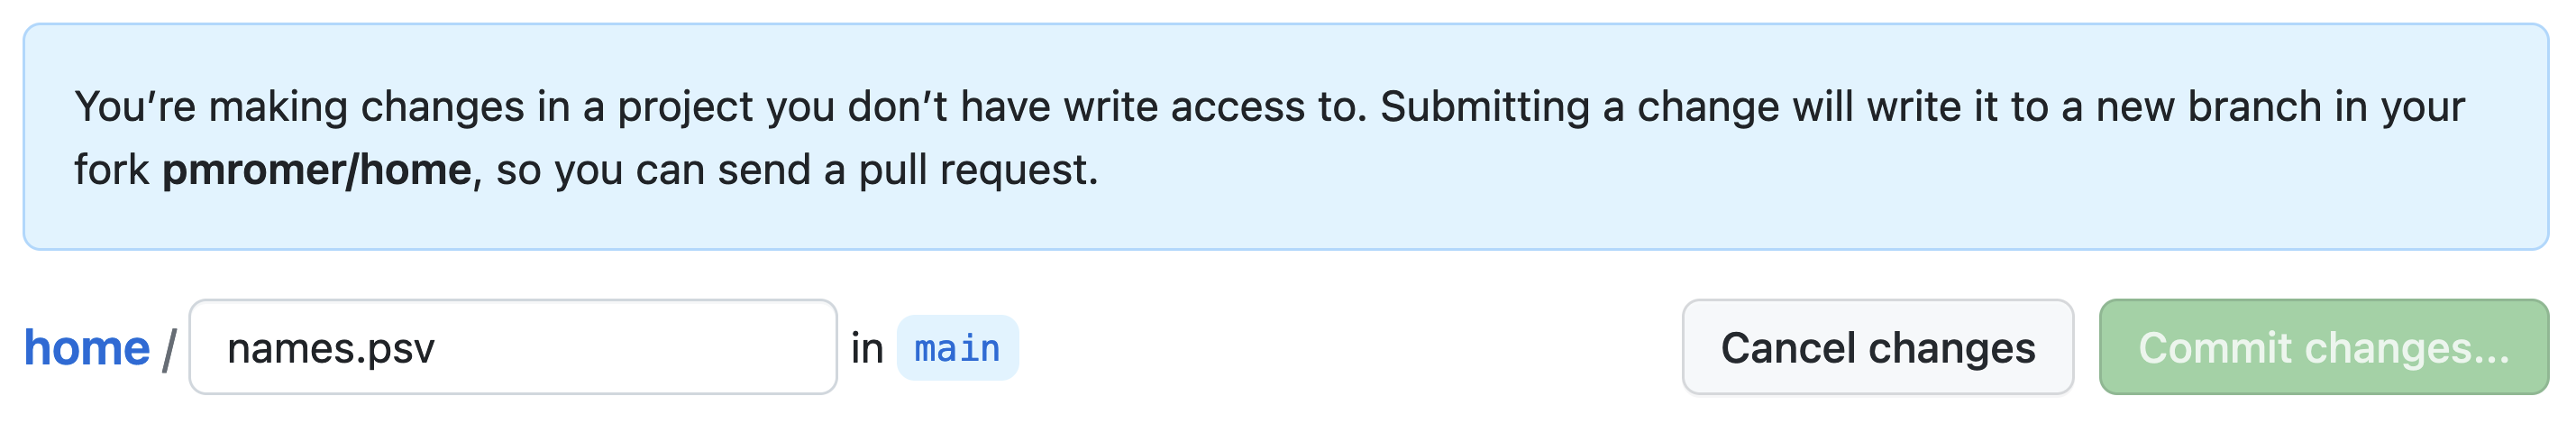 You’re making changes in a project you don’t have write access to. Submitting a change will write it to a new branch in your
fork pmromer/home, so you can send a pull request.
home / names.psv in main Cancel changes Commit changes...